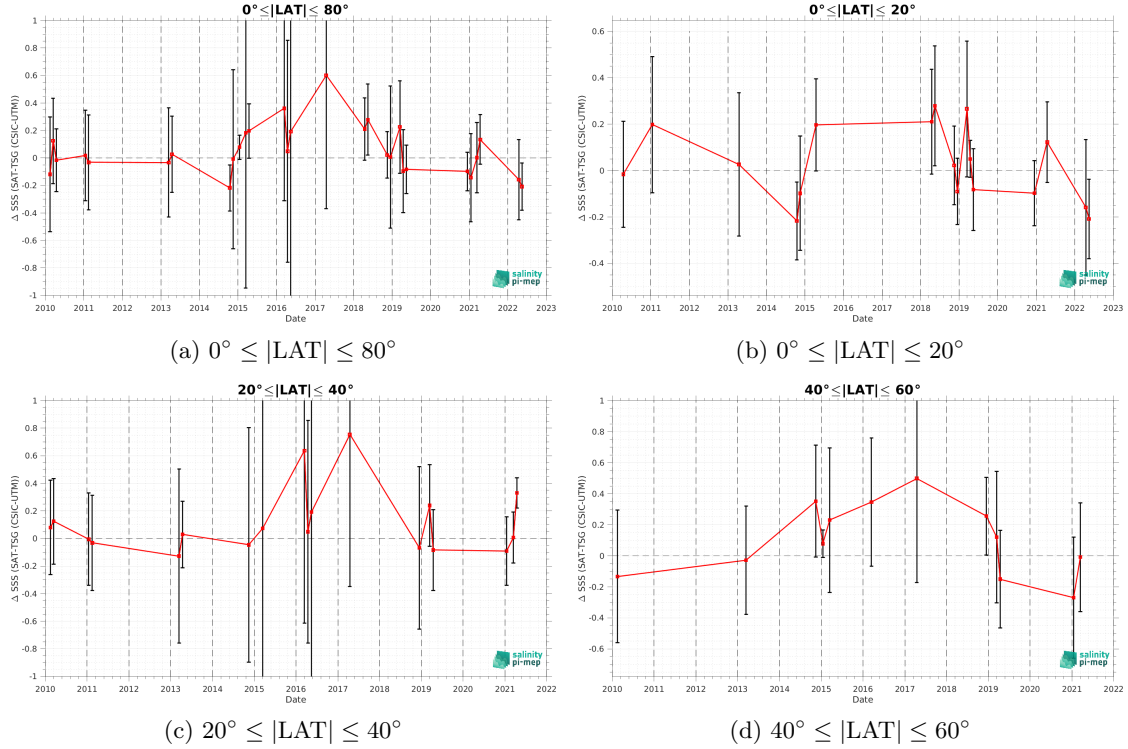 0°≤|LAT|≤ 80°
Δ SSS (SAT-TSG (CSIC-UTM))
1
0.8
0.6
0.4
0.2
0
-0.2
-0.4
-0.6
-0.8
-1
2010 2011 2012 2013 2014 2015 2016 2017 2018 2019 2020 2021 2022 2023
Date
salinity
pi-mep
(a) 0° ≤ |LAT| ≤ 80°
0°≤|LAT|≤ 20°
Δ SSS (SAT-TSG (CSIC-UTM))
0.6
0.4
0.2
0
-0.2
-0.4
2010 2011 2012 2013 2014 2015 2016 2017 2018 2019 2020 2021 2022 2023
Date
salinity
pi-mep
(b) 0° ≤ |LAT| ≤ 20°
20°≤|LAT|≤ 40°
Δ SSS (SAT-TSG (CSIC-UTM))
1
0.8
0.6
0.4
0.2
0
-0.2
-0.4
-0.6
-0.8
-1
2010 2011 2012 2013 2014 2015 2016 2017 2018 2019 2020 2021 2022
Date
salinity
pi-mep
(c) 20° ≤ |LAT| ≤ 40°
40°≤|LAT|≤ 60°
Δ SSS (SAT-TSG (CSIC-UTM))
1
0.8
0.6
0.4
0.2
0
-0.2
-0.4
-0.6
2010 2011 2012 2013 2014 2015 2016 2017 2018 2019 2020 2021 2022
Date
salinity
pi-mep
(d) 40° ≤ |LAT| ≤ 60°